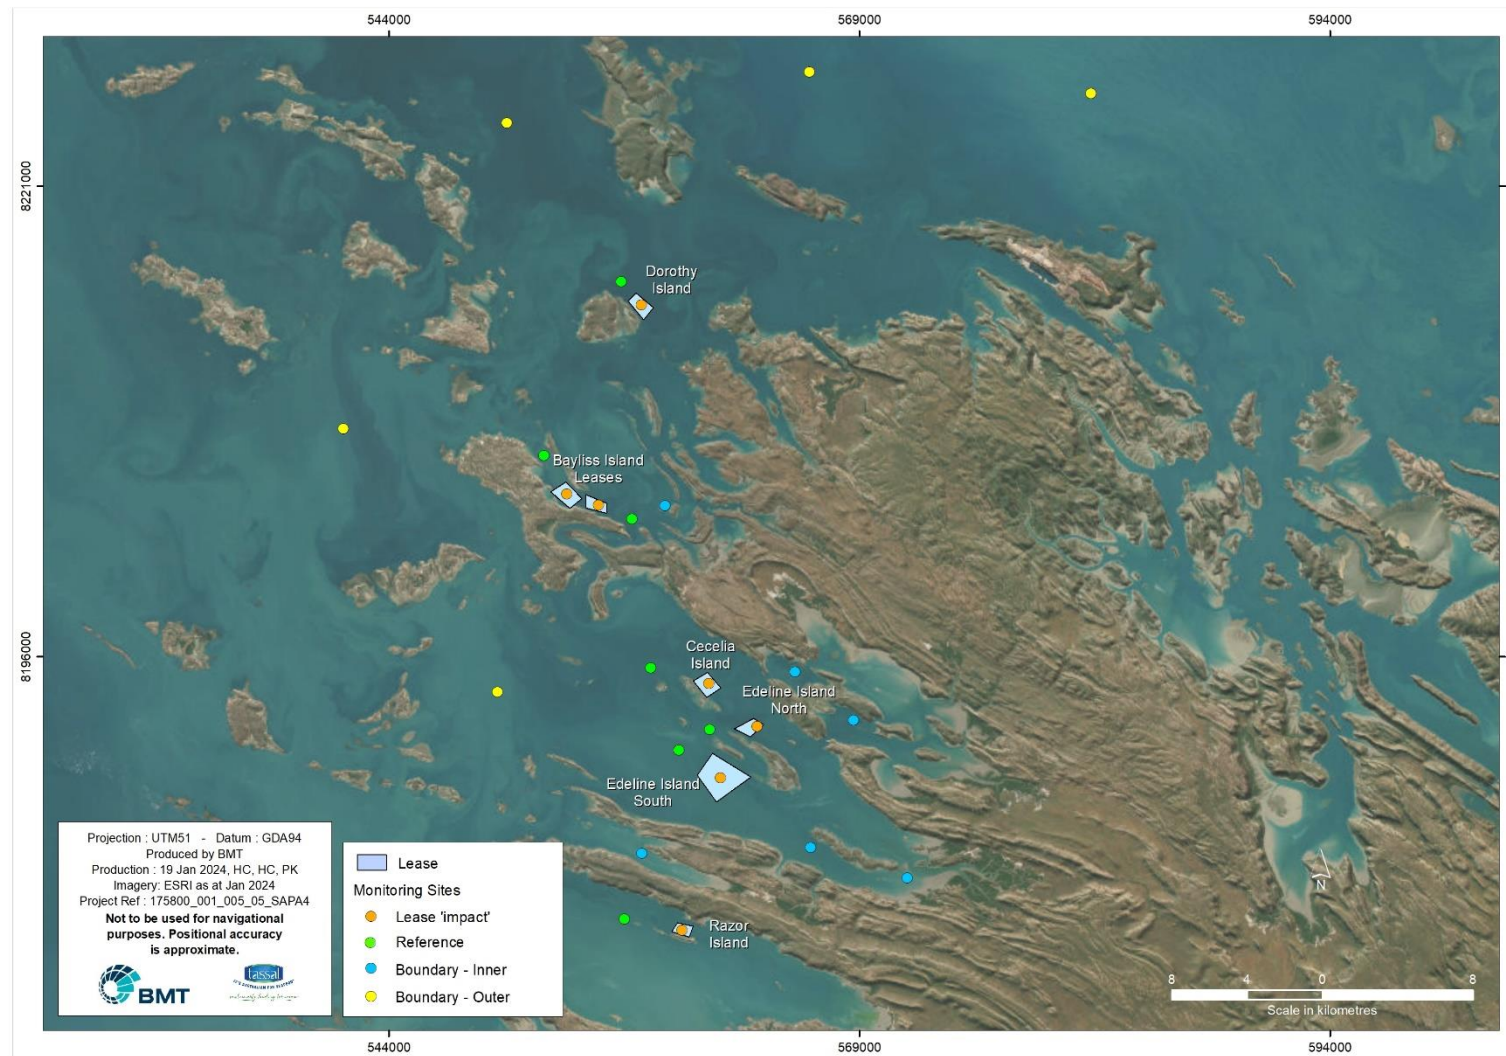 544000
569000
594000
8221000
8196000
Dorothy
Island
Bayliss Island
Leases
Cecelia
Island
Edeline Island
North
Edeline Island
South
Razor
Island
Projection : UTM51 - Datum : GDA94
Produced by BMT
Production : 19 Jan 2024, HC, HC, PK
Imagery: ESRI as at Jan 2024
Project Ref : 175800_001_005_05_SAPA4
Not to be used for navigational
purposes. Positional accuracy
is approximate.
BMT
tassal
Lease
Monitoring Sites
Lease 'impact'
Reference
Boundary - Inner
Boundary - Outer
N
8 4 0 8
Scale in kilometres
544000
569000
594000